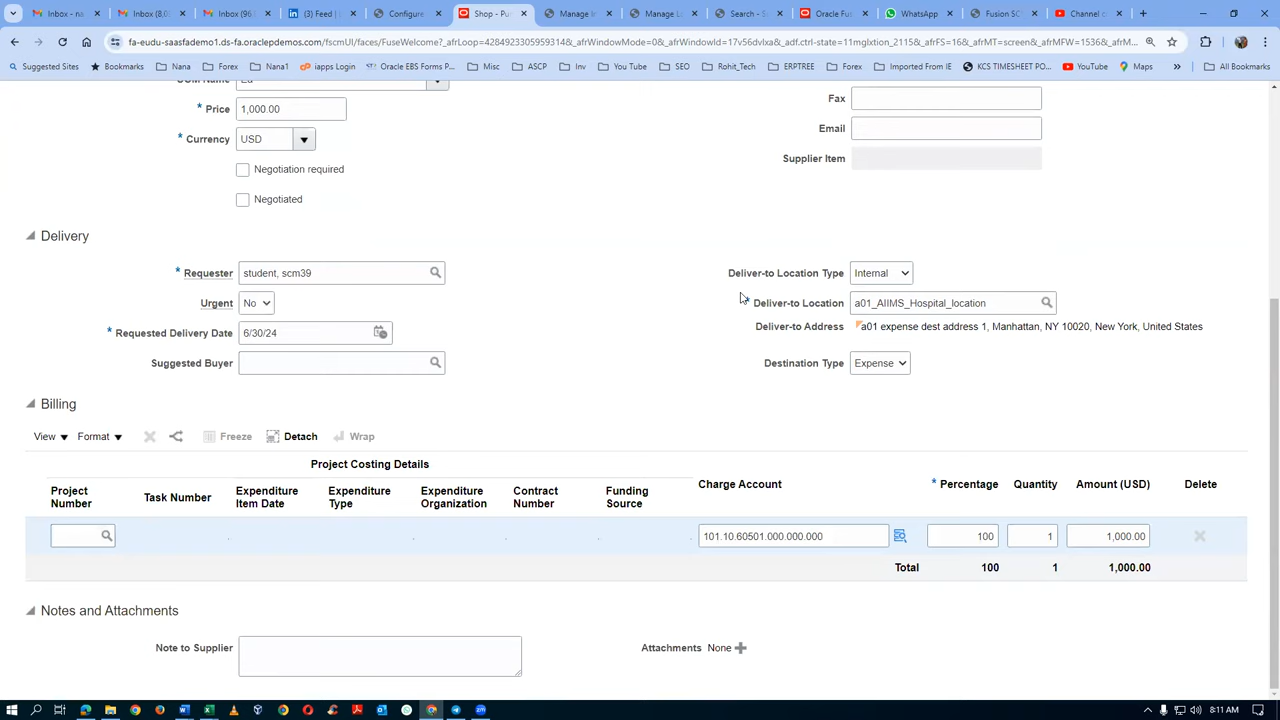 Inbox - na
Inbox (3,8
Inbox (96
(4) Feed |
Configure
Shop - Pu
Manage In
Manage L
Search -
Oracle Fus
WhatsApp
Fusion SC
Channel c
fa-eudu-saasfademo1.ds-fa.oraclepdemos.com/fscmUI/faces/FuseWelcome?_afrLoop=42849233059593148&_afrWindowMode=0&_afrWindowId=17v56dvlxa&_adf.ctrl-state=11mglxtion_2115&_afrFS=16&_afrMT=screen&_afrMFW=1536&_afrM...
Suggested Sites Bookmarks Nana Forex Nana1 iapps Login Oracle EBS Forms P... Misc ASCP Inv You Tube SEO Rohit_Tech ERPTREE Forex Imported From IE KCS TIMESHEET PO... YouTube Maps » All Bookmarks
* Price 1,000.00
Fax
* Currency USD
Email
Supplier Item
Negotiation required
Negotiated
Delivery
* Requester student, scm39
Deliver-to Location Type Internal
Urgent No
* Deliver-to Location a01_AIIMS_Hospital_location
* Requested Delivery Date 6/30/24
Deliver-to Address a01 expense dest address 1, Manhattan, NY 10020, New York, United States
Suggested Buyer
Destination Type Expense
Billing
View Format Freeze Detach Wrap
Project Costing Details
Project Number Task Number Expenditure Item Date Expenditure Type Expenditure Organization Contract Number Funding Source Charge Account * Percentage Quantity Amount (USD) Delete
101.10.60501.000.000.000 100 1 1,000.00
Total 100 1 1,000.00
Notes and Attachments
Note to Supplier
Attachments None
8:11 AM